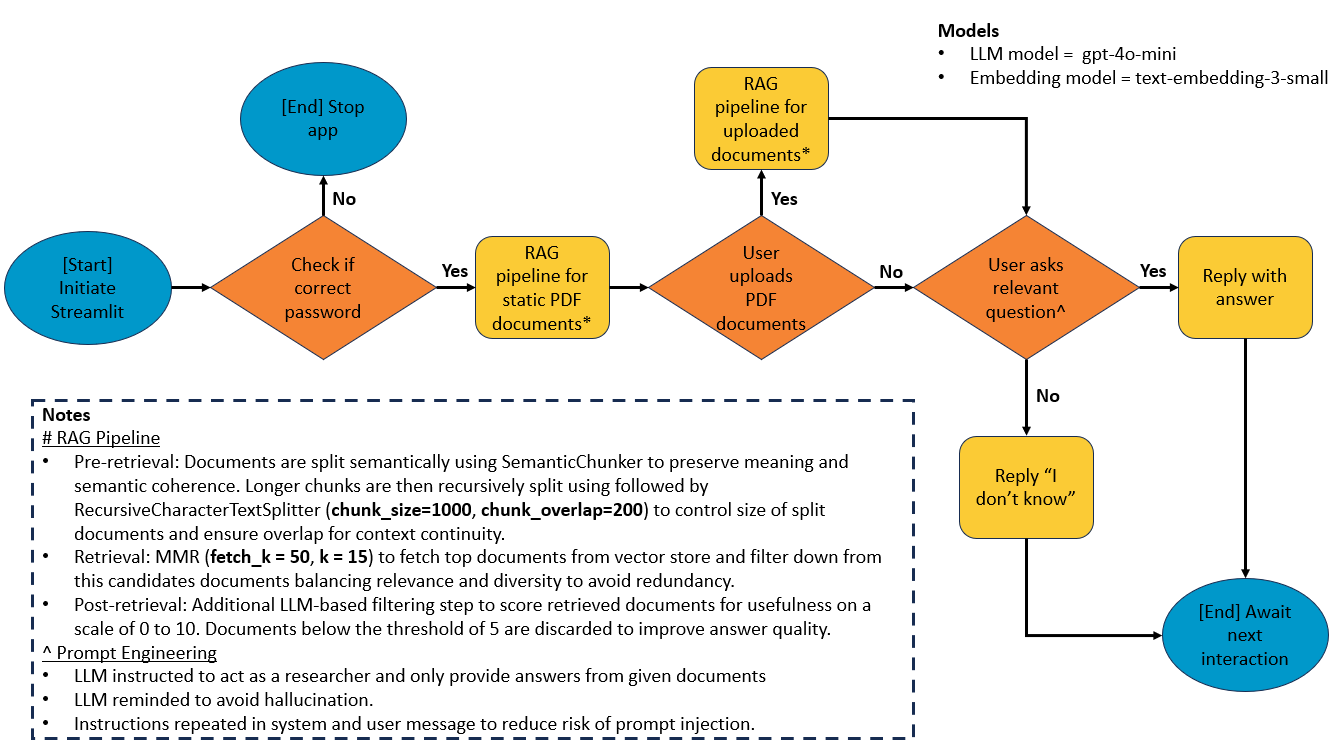 Models
• LLM model =  gpt-4o-mini
• Embedding model = text-embedding-3-small
[End] Stop
app
RAG
pipeline for
uploaded
documents*
No
Yes
[Start]
Initiate
Streamlit
Check if
correct
password
Yes
RAG
pipeline for
static PDF
documents*
User
uploads
PDF
documents
No
User asks
relevant
question^
Yes
Reply with
answer
No
Reply “I
don’t know”
[End] Await
next
interaction
Notes
# RAG Pipeline
• Pre-retrieval: Documents are split semantically using SemanticChunker to preserve meaning and
semantic coherence. Longer chunks are then recursively split using followed by
RecursiveCharacterTextSplitter (chunk_size=1000, chunk_overlap=200) to control size of split
documents and ensure overlap for context continuity.
• Retrieval: MMR (fetch_k = 50, k = 15) to fetch top documents from vector store and filter down from
this candidates documents balancing relevance and diversity to avoid redundancy.
• Post-retrieval: Additional LLM-based filtering step to score retrieved documents for usefulness on a
scale of 0 to 10. Documents below the threshold of 5 are discarded to improve answer quality.
^ Prompt Engineering
• LLM instructed to act as a researcher and only provide answers from given documents
• LLM reminded to avoid hallucination.
• Instructions repeated in system and user message to reduce risk of prompt injection.